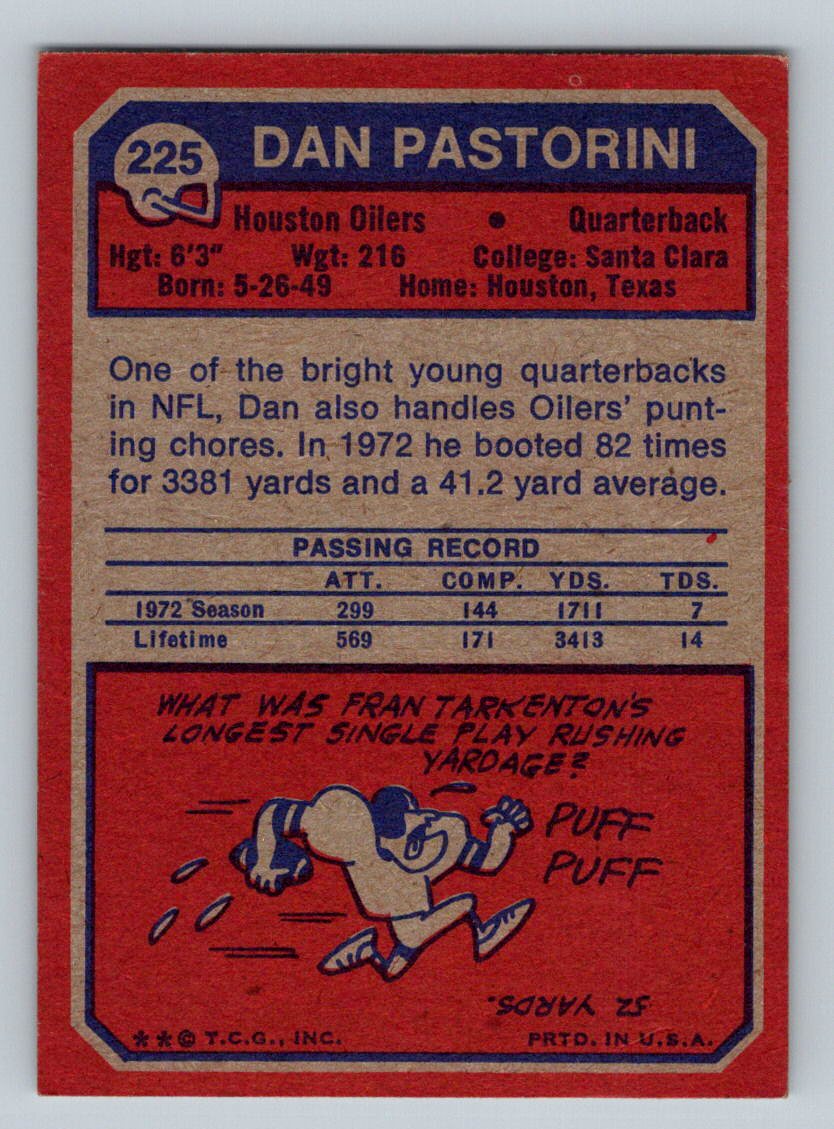 225
DAN PASTORINI
Houston Oilers • Quarterback
Hgt: 6'3" Wgt: 216 College: Santa Clara
Born: 5-26-49 Home: Houston, Texas
One of the bright young quarterbacks
in NFL, Dan also handles Oilers' punt-
ing chores. In 1972 he booted 82 times
for 3381 yards and a 41.2 yard average.
PASSING RECORD
ATT. COMP. YDS. TDS.
1972 Season 299 144 1711 7
Lifetime 569 171 3413 14
WHAT WAS FRAN TARKENTON'S
LONGEST SINGLE PLAY RUSHING
YARDAGE?
PUFF
PUFF
52 YARDS.
**© T.C.G., INC. PRTD. IN U.S.A.